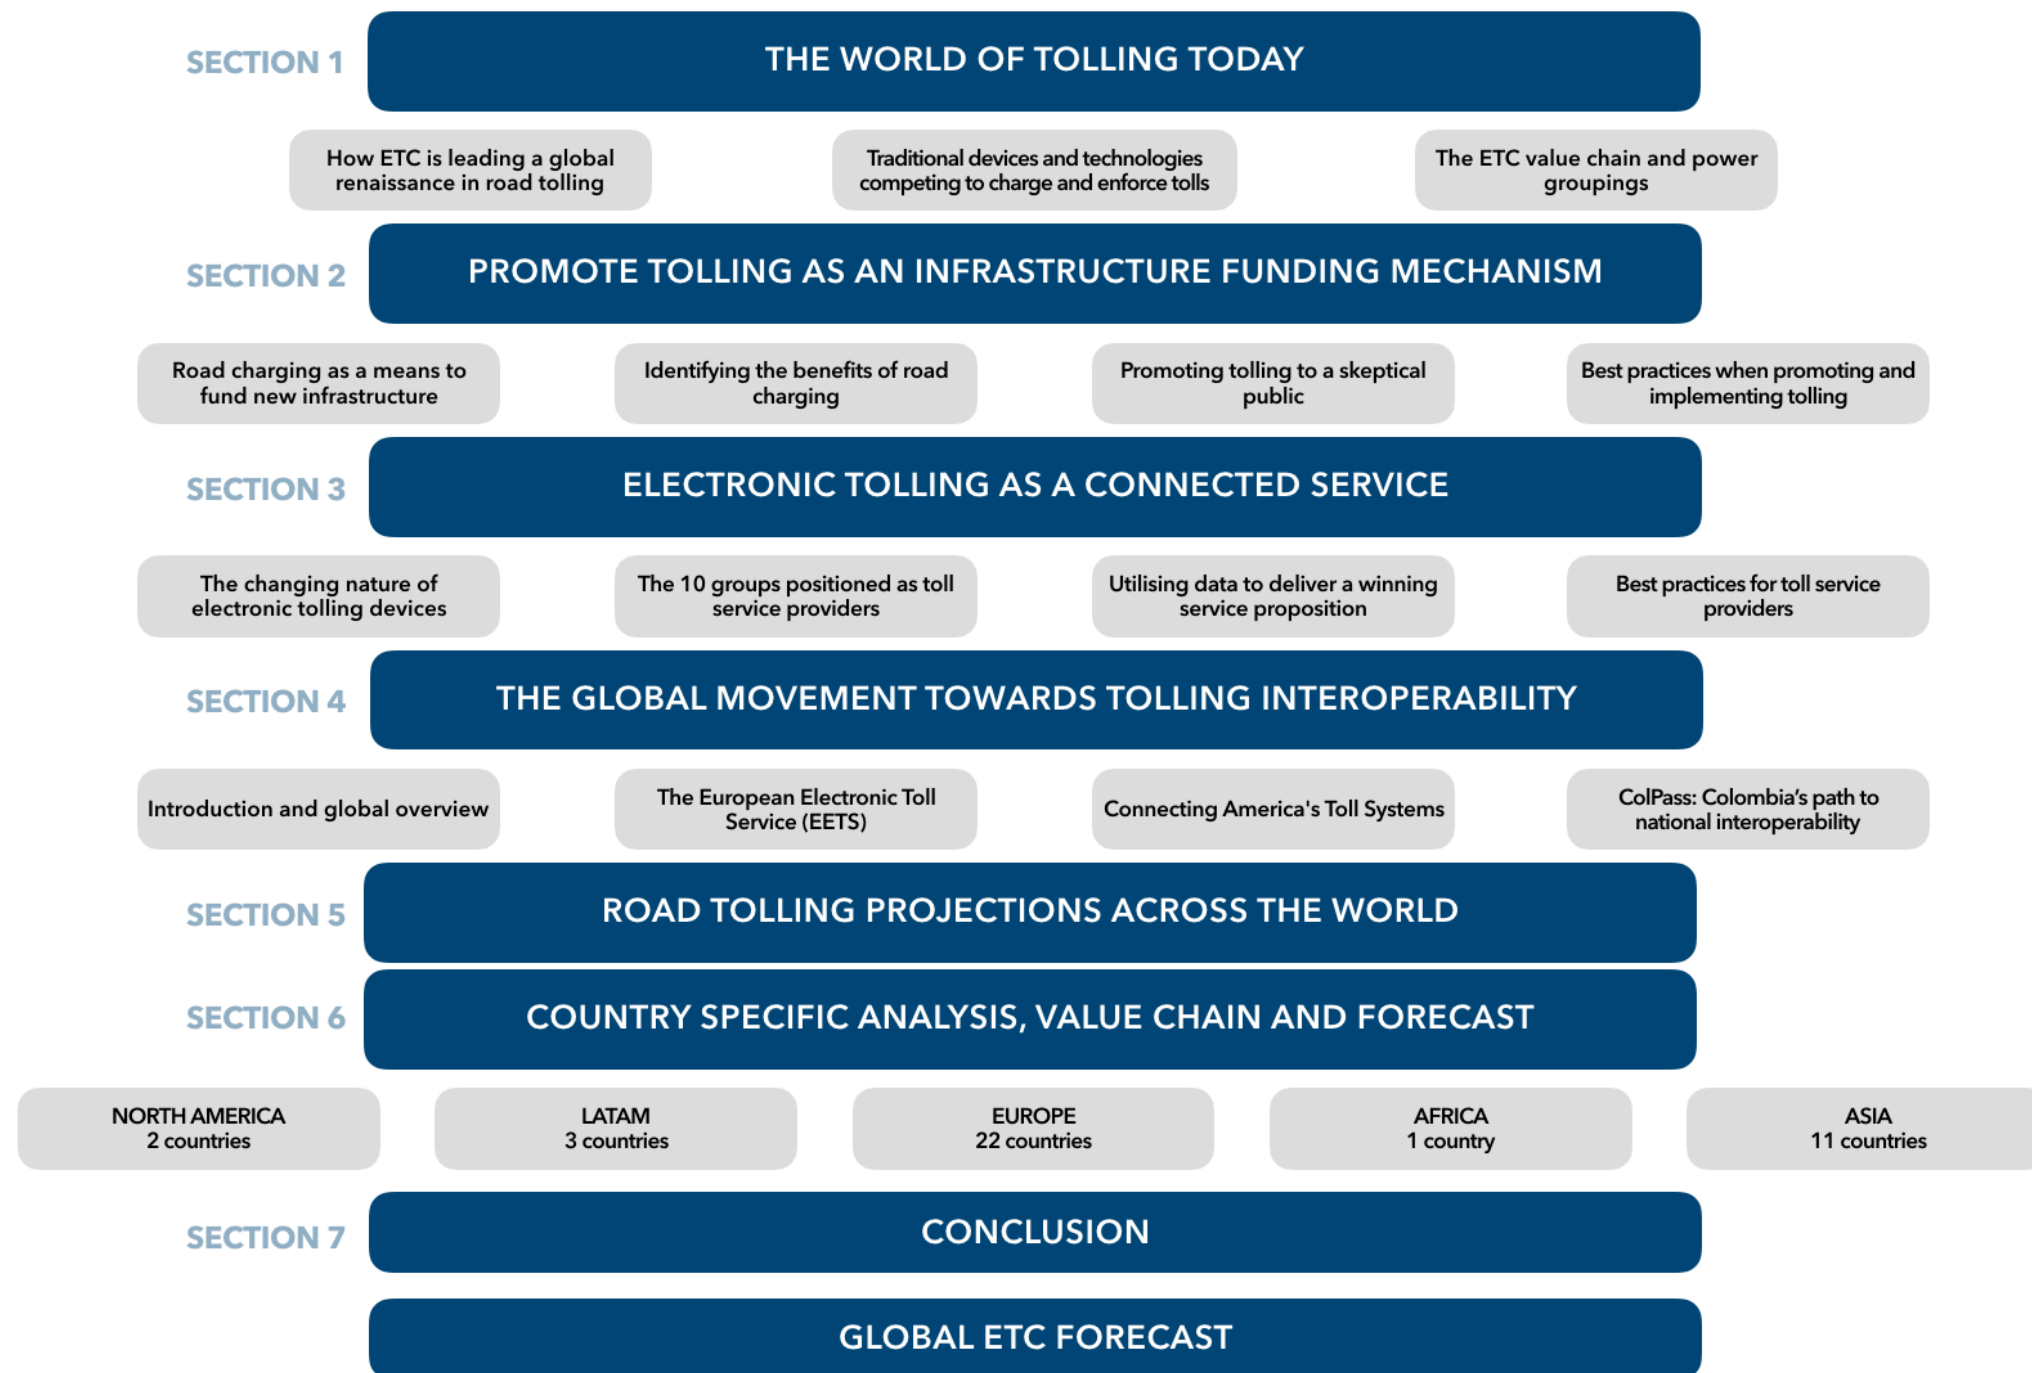 SECTION 1
THE WORLD OF TOLLING TODAY
How ETC is leading a global
renaissance in road tolling
Traditional devices and technologies
competing to charge and enforce tolls
The ETC value chain and power
groupings
SECTION 2
PROMOTE TOLLING AS AN INFRASTRUCTURE FUNDING MECHANISM
Road charging as a means to
fund new infrastructure
Identifying the benefits of road
charging
Promoting tolling to a skeptical
public
Best practices when promoting and
implementing tolling
SECTION 3
ELECTRONIC TOLLING AS A CONNECTED SERVICE
The changing nature of
electronic tolling devices
The 10 groups positioned as toll
service providers
Utilising data to deliver a winning
service proposition
Best practices for toll service
providers
SECTION 4
THE GLOBAL MOVEMENT TOWARDS TOLLING INTEROPERABILITY
Introduction and global overview
The European Electronic Toll
Service (EETS)
Connecting America's Toll Systems
ColPass: Colombia’s path to
national interoperability
SECTION 5
ROAD TOLLING PROJECTIONS ACROSS THE WORLD
SECTION 6
COUNTRY SPECIFIC ANALYSIS, VALUE CHAIN AND FORECAST
NORTH AMERICA
2 countries
LATAM
3 countries
EUROPE
22 countries
AFRICA
1 country
ASIA
11 countries
SECTION 7
CONCLUSION
GLOBAL ETC FORECAST